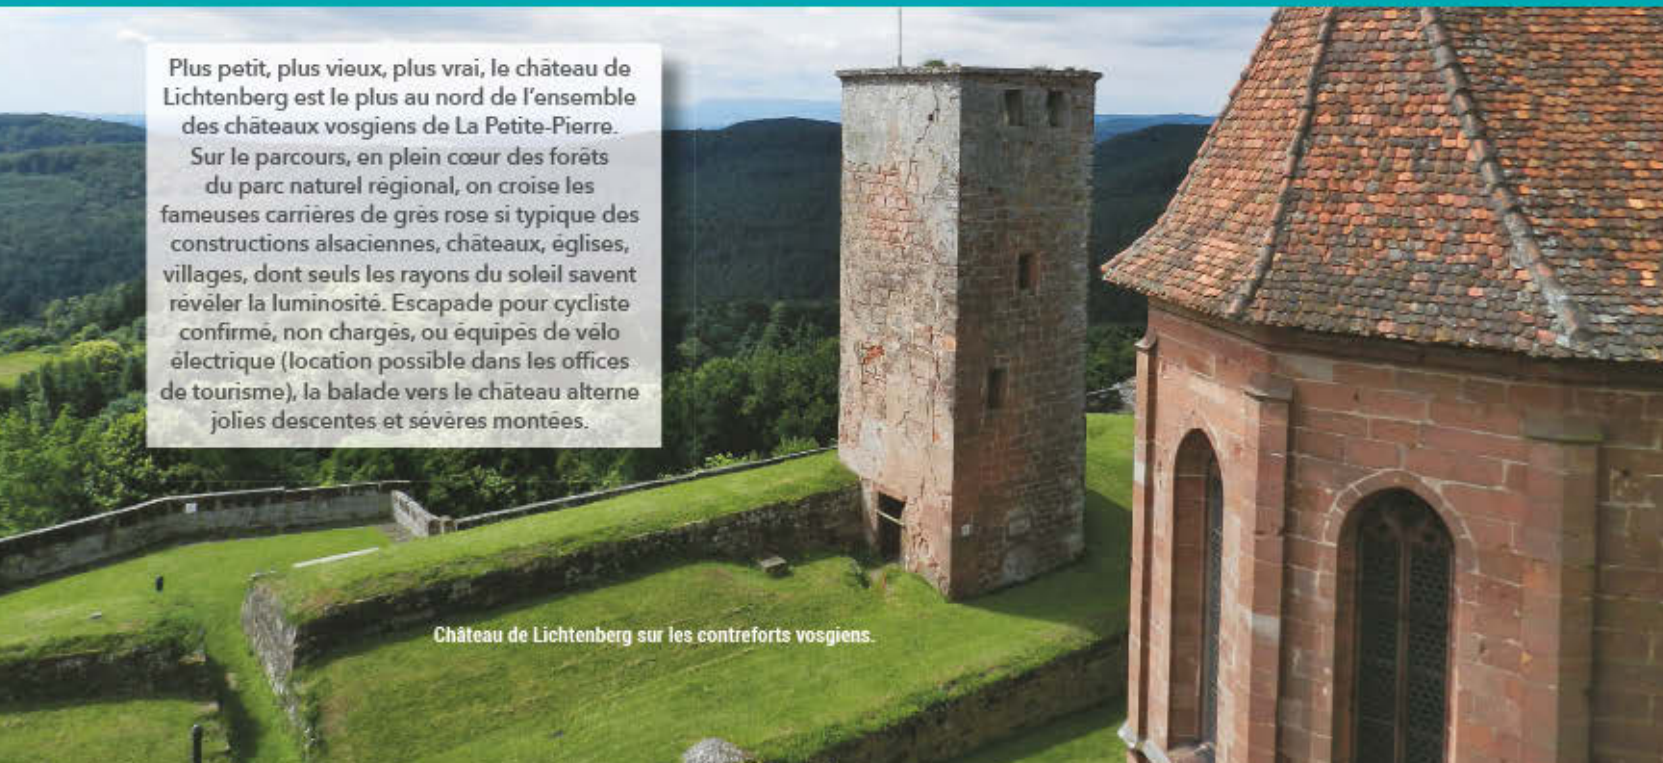 Plus petit, plus vieux, plus vrai, le château de
Lichtenberg est le plus au nord de l'ensemble
des châteaux vosgiens de La Petite-Pierre.
Sur le parcours, en plein cœur des forêts
du parc naturel régional, on croise les
fameuses carrières de grès rose si typique des
constructions alsaciennes, châteaux, églises,
villages, dont seuls les rayons du soleil savent
révéler la luminosité. Escapade pour cycliste
confirmé, non chargés, ou équipés de vélo
électrique (location possible dans les offices
de tourisme), la balade vers le château alterne
jolies descentes et sévères montées.
Château de Lichtenberg sur les contreforts vosgiens.